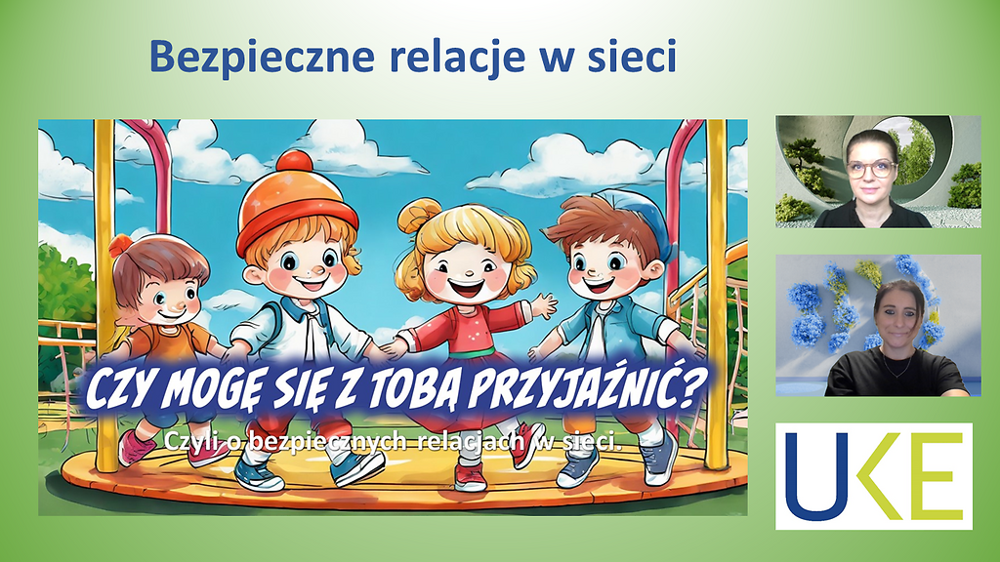 Bezpieczne relacje w sieci
CZY MOGĘ SIĘ Z TOBĄ PRZYJAŹNIĆ?
Czyli o bezpiecznych relacjach w sieci.
UKE